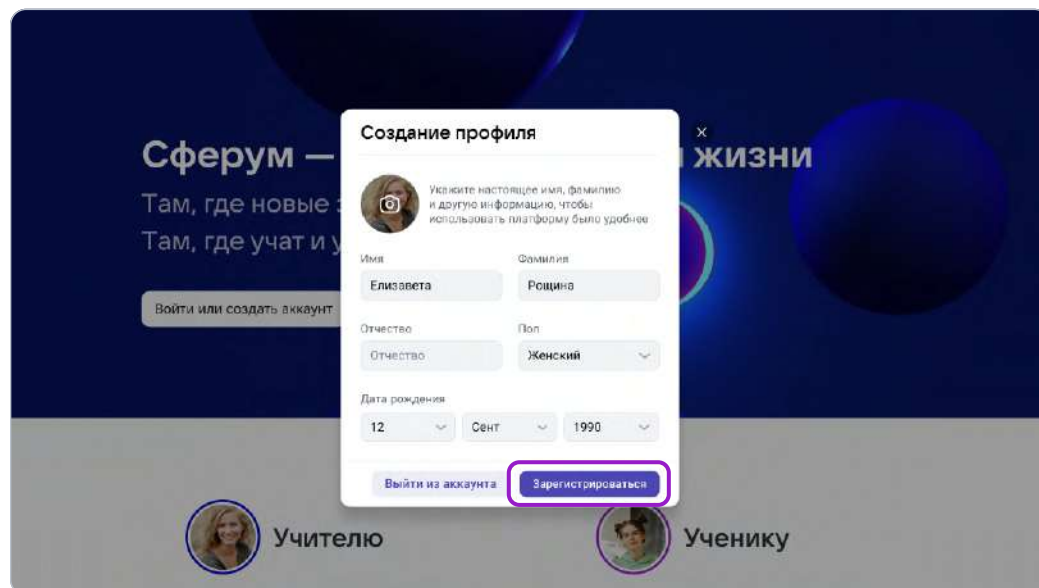 Создание профиля
Сферум — жизни
Укажите настоящее имя, фамилию
и другую информацию, чтобы
использовать платформу было удобнее
Там, где новые
Там, где учат и у
Имя
Фамилия
Елизавета
Рощина
Войти или создать аккаунт
Отчество
Пол
Отчество
Женский
Дата рождения
12
Сент
1990
Выйти из аккаунта
Зарегистрироваться
Учителю
Ученику